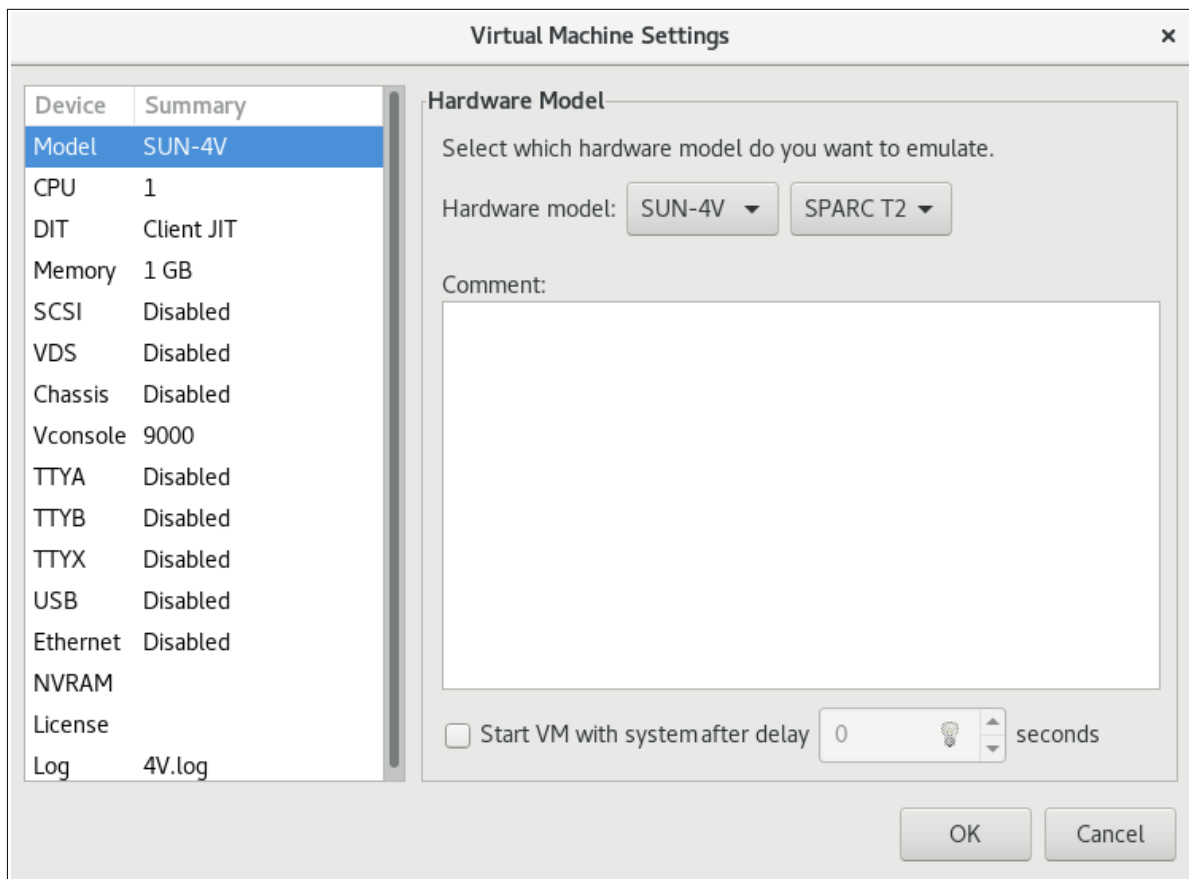 Virtual Machine Settings ×
Device Summary
Model SUN-4V
CPU 1
DIT Client JIT
Memory 1 GB
SCSI Disabled
VDS Disabled
Chassis Disabled
Vconsole 9000
TTYA Disabled
TTYB Disabled
TTYX Disabled
USB Disabled
Ethernet Disabled
NVRAM
License
Log 4V.log
Hardware Model
Select which hardware model do you want to emulate.
Hardware model: SUN-4V SPARC T2
Comment:
Start VM with system after delay 0 seconds
OK Cancel